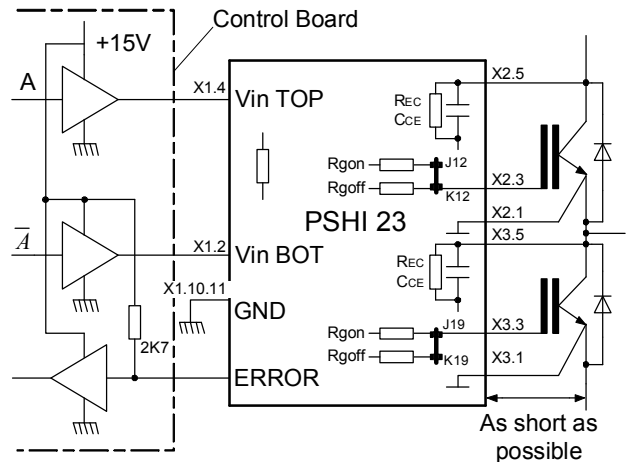 Control Board
+15V
A
X1.4
Vin TOP
REC
CCE
X2.5
Rgon
J12
Rgoff
K12
X2.3
PSHI 23
X2.1
X3.5
A
X1.2
Vin BOT
REC
CCE
X1.10.11
GND
Rgon
J19
X3.3
Rgoff
K19
X3.1
2K7
ERROR
As short as
possible